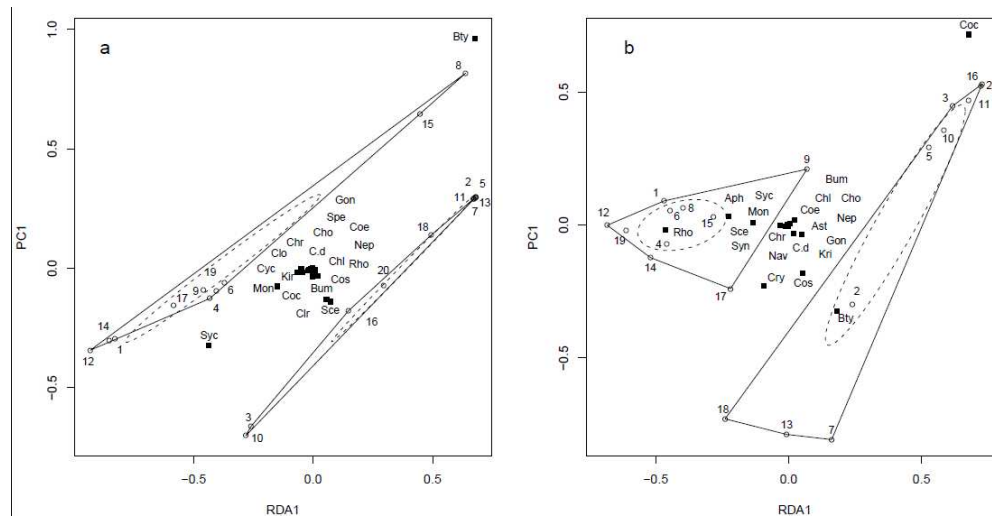 a
Bty
8
15
Gon
2 5
11 13
7
Spe
Cho Coe
18
Chr Nep
Clo C.d Chl Rho
19 Cyc 20
Kir Cos
9 6
17 Mon Coc Bum
4 Clr Sce 16
14
1 Syc
12
3
10
1.0
0.5
0.0
−0.5
PC1
−0.5 0.0 0.5
RDA1
b
Coc
16
3 2
11
10
5
9
Bum
1 Aph Syc Chl Cho
12 6 8 Mon Coe
15 Nep
Rho Sce Ast
19 4 Syn Chr C.d Gon
14 Nav Kri
17 Cry Cos
2
Bty
18
13 7
0.5
0.0
−0.5
PC1
−0.5 0.0 0.5
RDA1